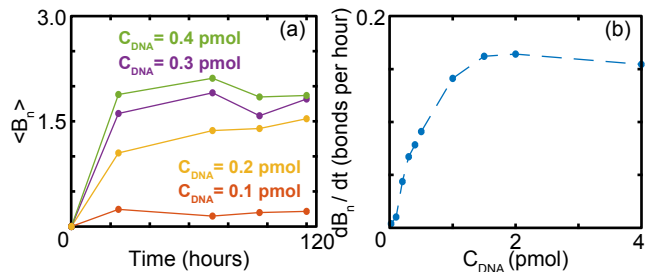 3.0
1.5
0
120
<B_n>
Time (hours)
(a)
C_DNA = 0.4 pmol
C_DNA = 0.3 pmol
C_DNA = 0.2 pmol
C_DNA = 0.1 pmol
0.2
0
2
4
dB_n / dt (bonds per hour)
C_DNA (pmol)
(b)